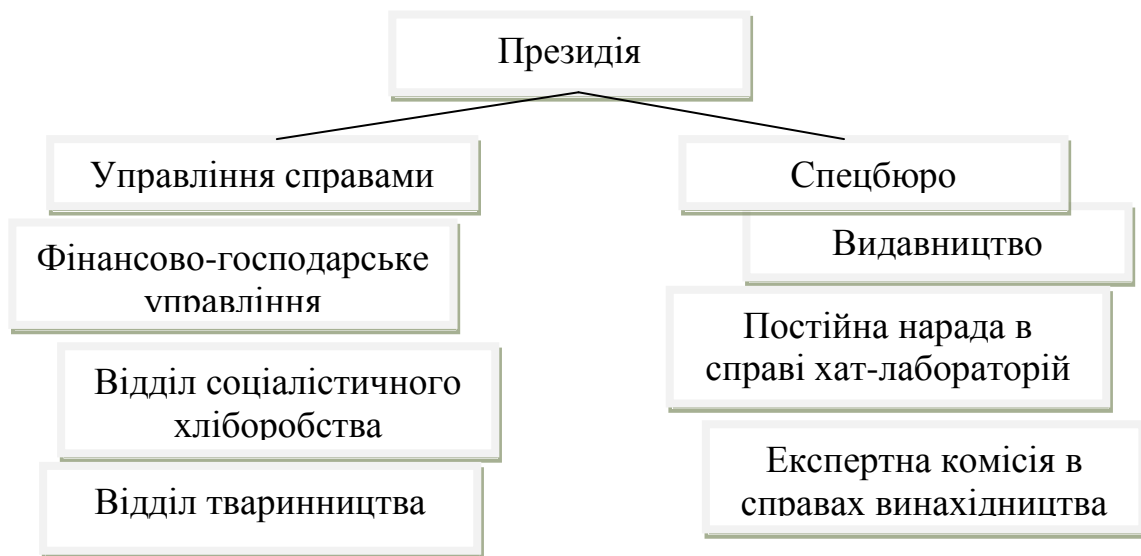 Президія
Управління справами
Фінансово-господарське
управління
Відділ соціалістичного
хліборобства
Відділ тваринництва
Спецбюро
Видавництво
Постійна нарада в
справі хат-лабораторій
Експертна комісія в
справах винахідництва